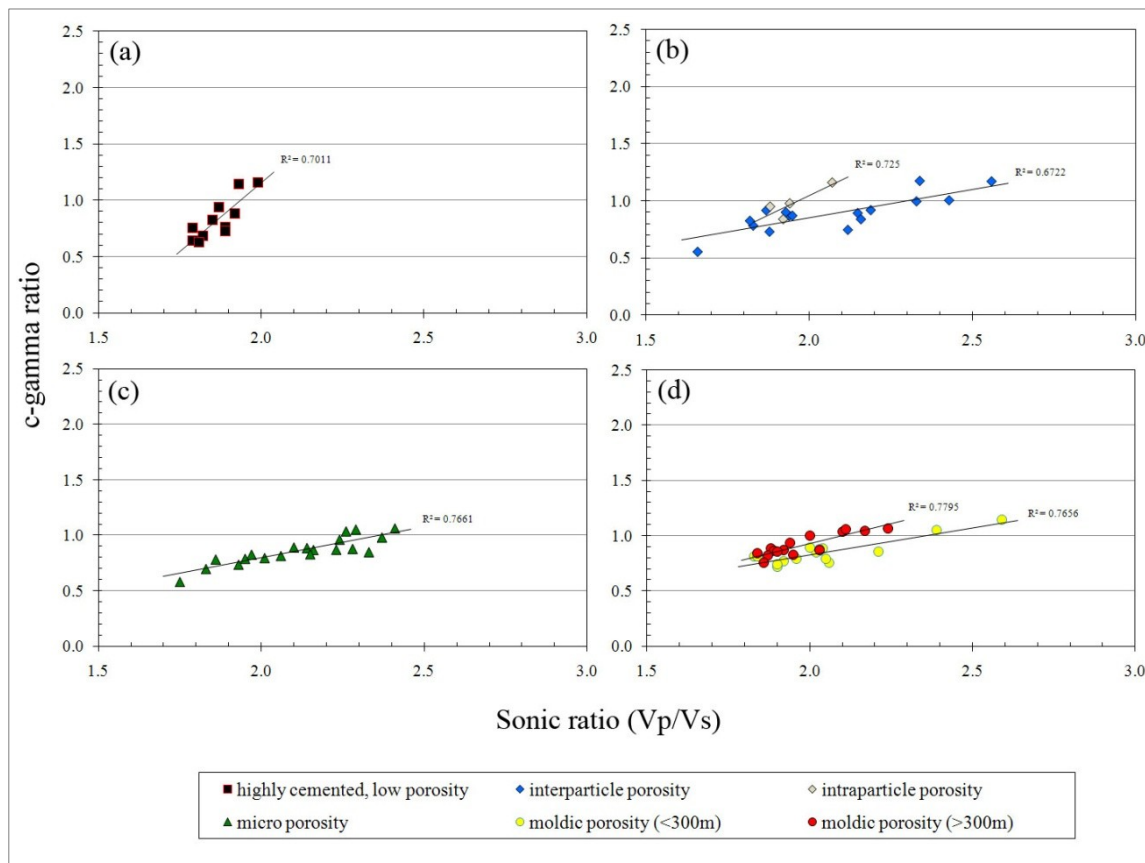 (a)
2.5
2.0
1.5
1.0
0.5
0.0
R² = 0.7011
1.5 2.0 2.5 3.0
(b)
2.5
2.0
1.5
1.0
0.5
0.0
R² = 0.725
R² = 0.6722
1.5 2.0 2.5 3.0
c-gamma ratio
(c)
2.5
2.0
1.5
1.0
0.5
0.0
R² = 0.7661
1.5 2.0 2.5 3.0
(d)
2.5
2.0
1.5
1.0
0.5
0.0
R² = 0.7795
R² = 0.7656
1.5 2.0 2.5 3.0
Sonic ratio (Vp/Vs)
highly cemented, low porosity interparticle porosity intraparticle porosity
micro porosity moldic porosity (<300m) moldic porosity (>300m)